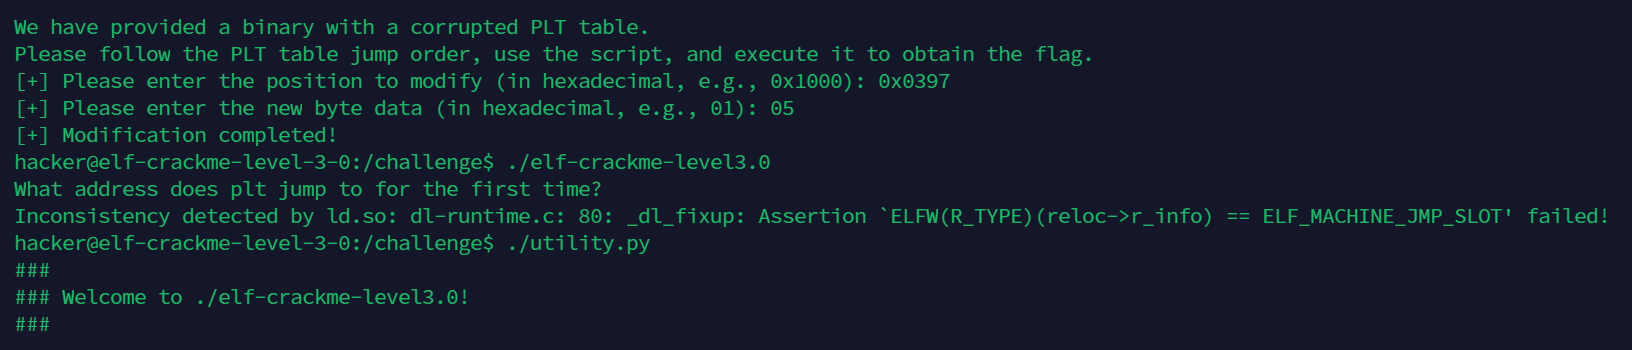 We have provided a binary with a corrupted PLT table.
Please follow the PLT table jump order, use the script, and execute it to obtain the flag.
[+] Please enter the position to modify (in hexadecimal, e.g., 0x1000): 0x0397
[+] Please enter the new byte data (in hexadecimal, e.g., 01): 05
[+] Modification completed!
hacker@elf-crackme-level-3-0:/challenge$ ./elf-crackme-level3.0
What address does plt jump to for the first time?
Inconsistency detected by ld.so: dl-runtime.c: 80: _dl_fixup: Assertion `ELFW(R_TYPE)(reloc->r_info) == ELF_MACHINE_JMP_SLOT' failed!
hacker@elf-crackme-level-3-0:/challenge$ ./utility.py
###
### Welcome to ./elf-crackme-level3.0!
###